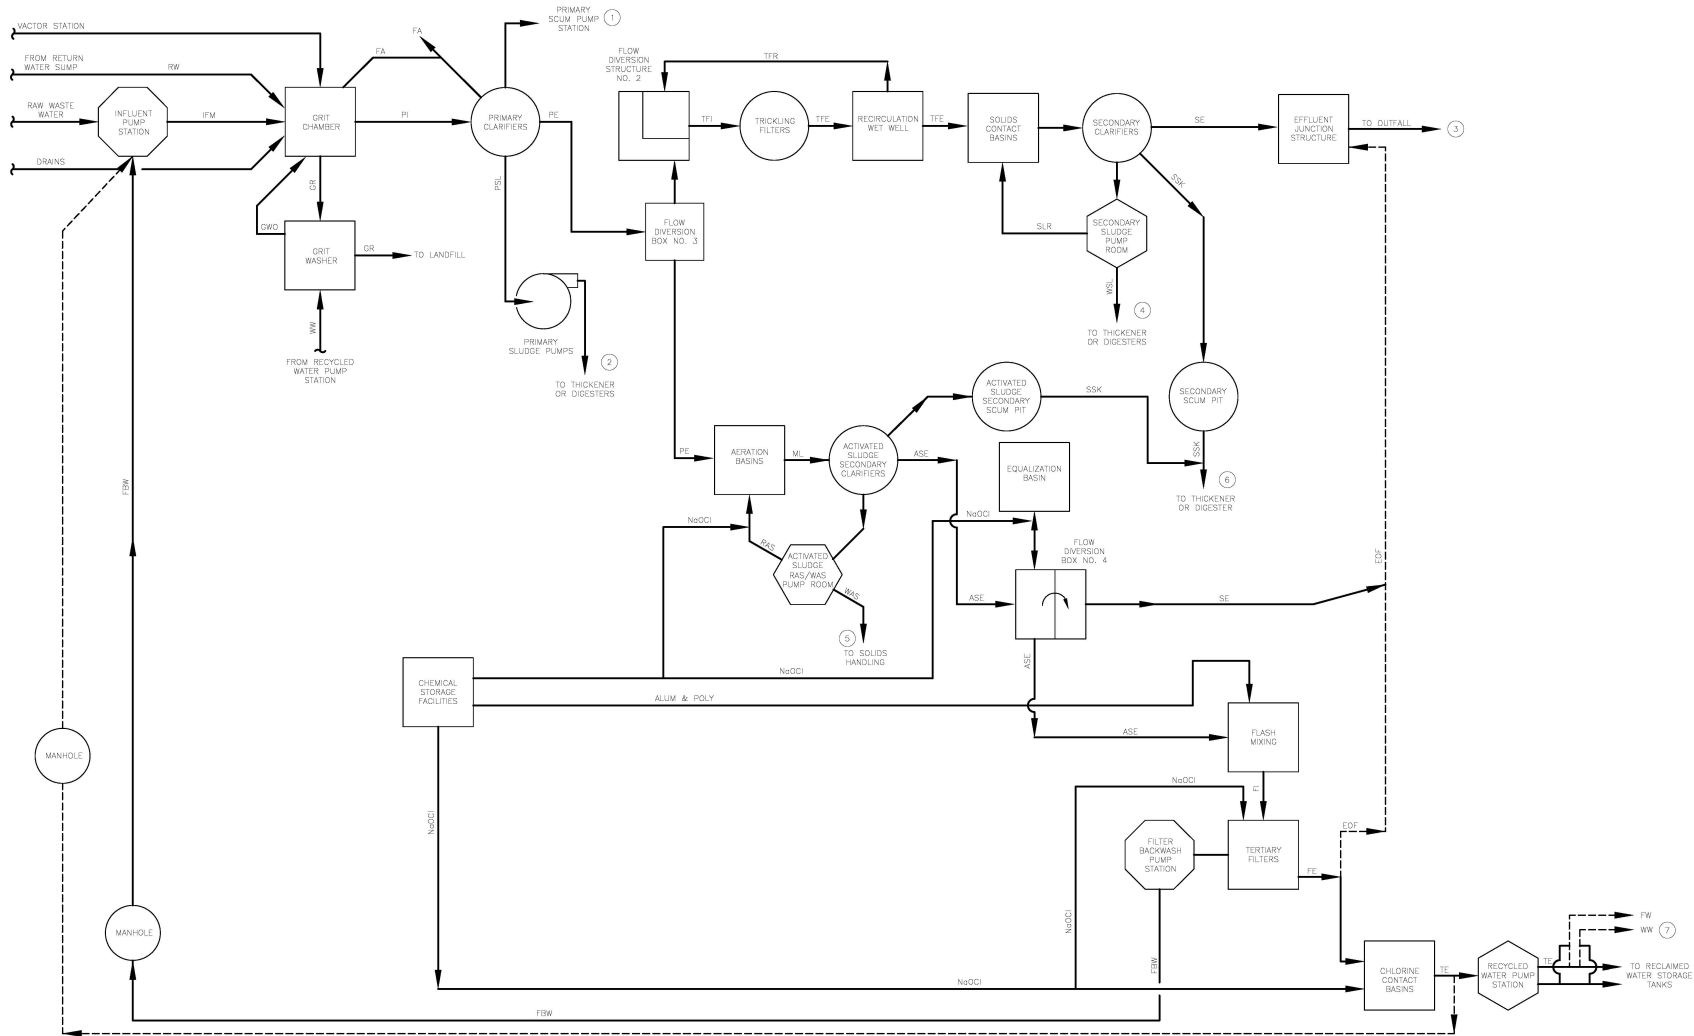 VACTOR STATION
FROM RETURN
WATER SUMP
RW
RAW WASTE
WATER
INFLUENT
PUMP
STATION
IFM
DRAINS
GRIT
CHAMBER
FA
FA
PI
PRIMARY
CLARIFIERS
PRIMARY
SCUM PUMP
STATION
1
PE
PSL
GR
GWO
GRIT
WASHER
GR
TO LANDFILL
WW
FROM RECYCLED
WATER PUMP
STATION
PRIMARY
SLUDGE PUMPS
2
TO THICKENER
OR DIGESTERS
FLOW
DIVERSION
STRUCTURE
NO. 2
TFR
TFI
TRICKLING
FILTERS
TFE
RECIRCULATION
WET WELL
TFE
SOLIDS
CONTACT
BASINS
SECONDARY
CLARIFIERS
SE
EFFLUENT
JUNCTION
STRUCTURE
TO OUTFALL
3
FLOW
DIVERSION
BOX NO. 3
SSK
SLR
SECONDARY
SLUDGE
PUMP
ROOM
WSL
4
TO THICKENER
OR DIGESTERS
ACTIVATED
SLUDGE
SECONDARY
SCUM PIT
SSK
SECONDARY
SCUM PIT
SSK
6
TO THICKENER
OR DIGESTER
PE
AERATION
BASINS
ML
ACTIVATED
SLUDGE
SECONDARY
CLARIFIERS
ASE
EQUALIZATION
BASIN
NaOCl
NaOCl
RAS
ACTIVATED
SLUDGE
RAS/WAS
PUMP ROOM
WAS
5
TO SOLIDS
HANDLING
FLOW
DIVERSION
BOX NO. 4
ASE
SE
EOF
ASE
FBW
CHEMICAL
STORAGE
FACILITIES
NaOCl
ALUM & POLY
ASE
FLASH
MIXING
FI
NaOCl
NaOCl
MANHOLE
EOF
FILTER
BACKWASH
PUMP
STATION
TERTIARY
FILTERS
FE
NaOCl
FBW
MANHOLE
NaOCl
CHLORINE
CONTACT
BASINS
TE
RECYCLED
WATER PUMP
STATION
TE
FW
WW
7
TO RECLAIMED
WATER STORAGE
TANKS
FBW